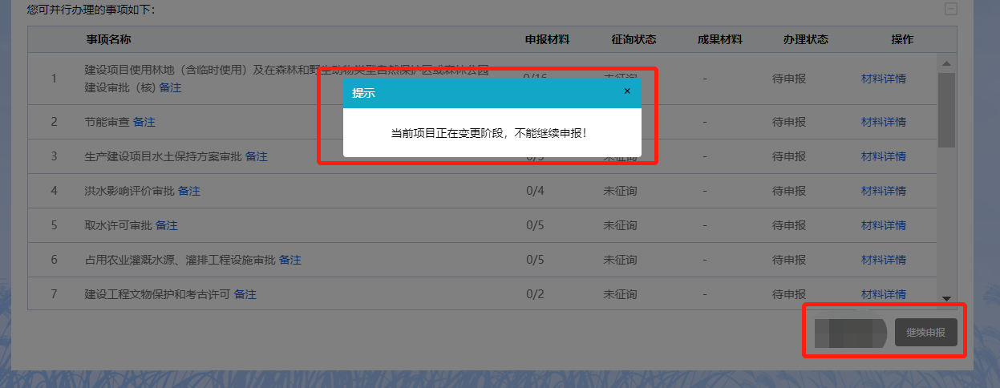 您可并行办理的事项如下:
事项名称 申报材料 征询状态 成果材料 办理状态 操作
1 建设项目使用林地（含临时使用）及在森林和野生动物类型自然保护区或森林公园建设审批（核）备注 0/16 未征询 - 待申报 材料详情
提示 ×
当前项目正在变更阶段，不能继续申报！
2 节能审查 备注 待申报 材料详情
3 生产建设项目水土保持方案审批 备注 0/5 未征询 - 待申报 材料详情
4 洪水影响评价审批 备注 0/4 未征询 - 待申报 材料详情
5 取水许可审批 备注 0/5 未征询 - 待申报 材料详情
6 占用农业灌溉水源、灌排工程设施审批 备注 0/5 未征询 - 待申报 材料详情
7 建设工程文物保护和考古许可 备注 0/2 未征询 - 待申报 材料详情
继续申报